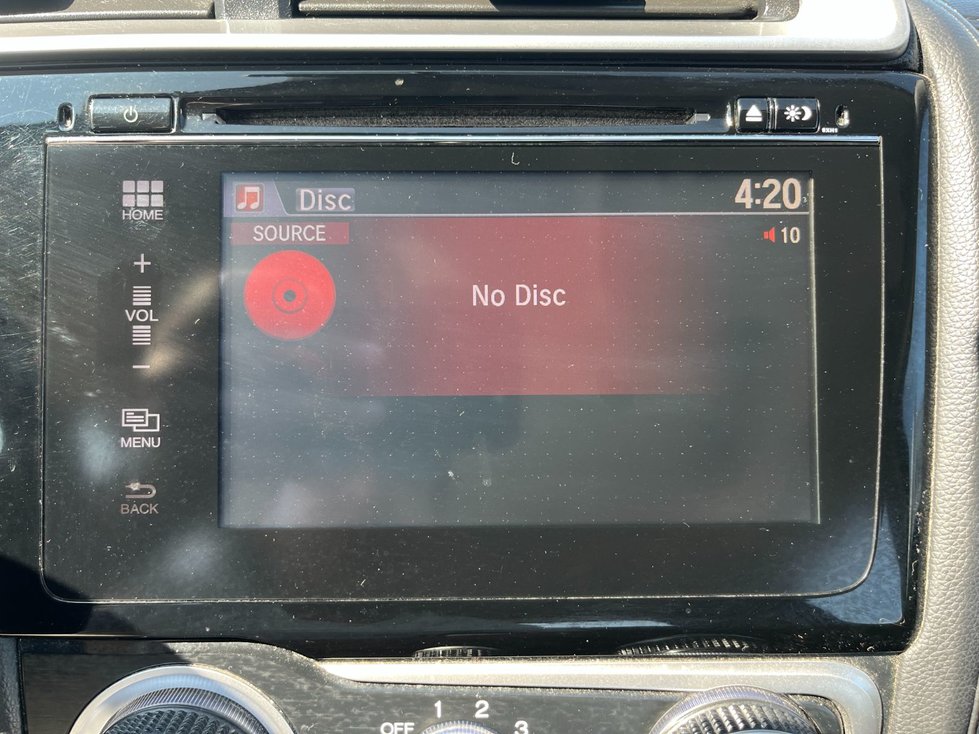 Disc 4:20
HOME
SOURCE 10
+
VOL
−
No Disc
MENU
BACK
OFF 1 2 3